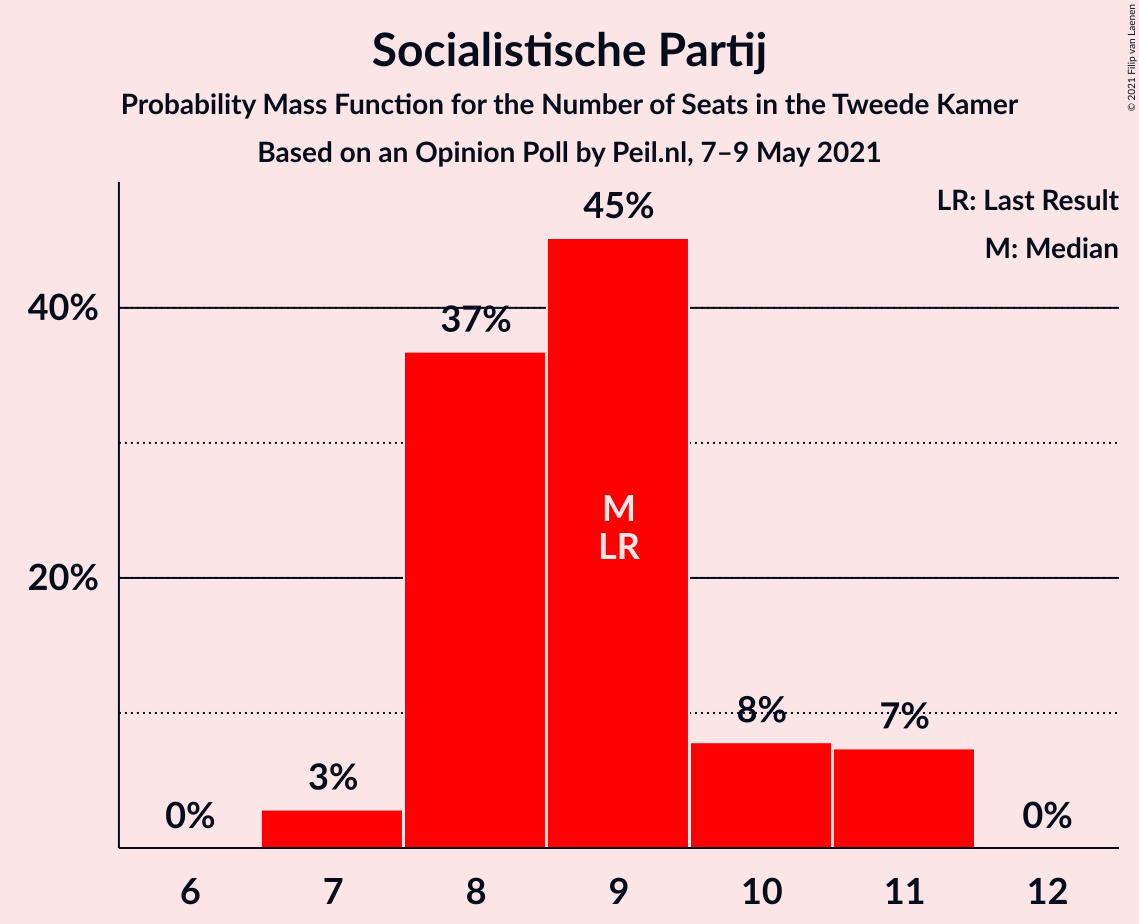 Socialistische Partij
Probability Mass Function for the Number of Seats in the Tweede Kamer
Based on an Opinion Poll by Peil.nl, 7–9 May 2021
© 2021 Filip van Laenen
LR: Last Result
M: Median
45%
40%
37%
M
LR
20%
8%
7%
3%
0%
0%
6 7 8 9 10 11 12